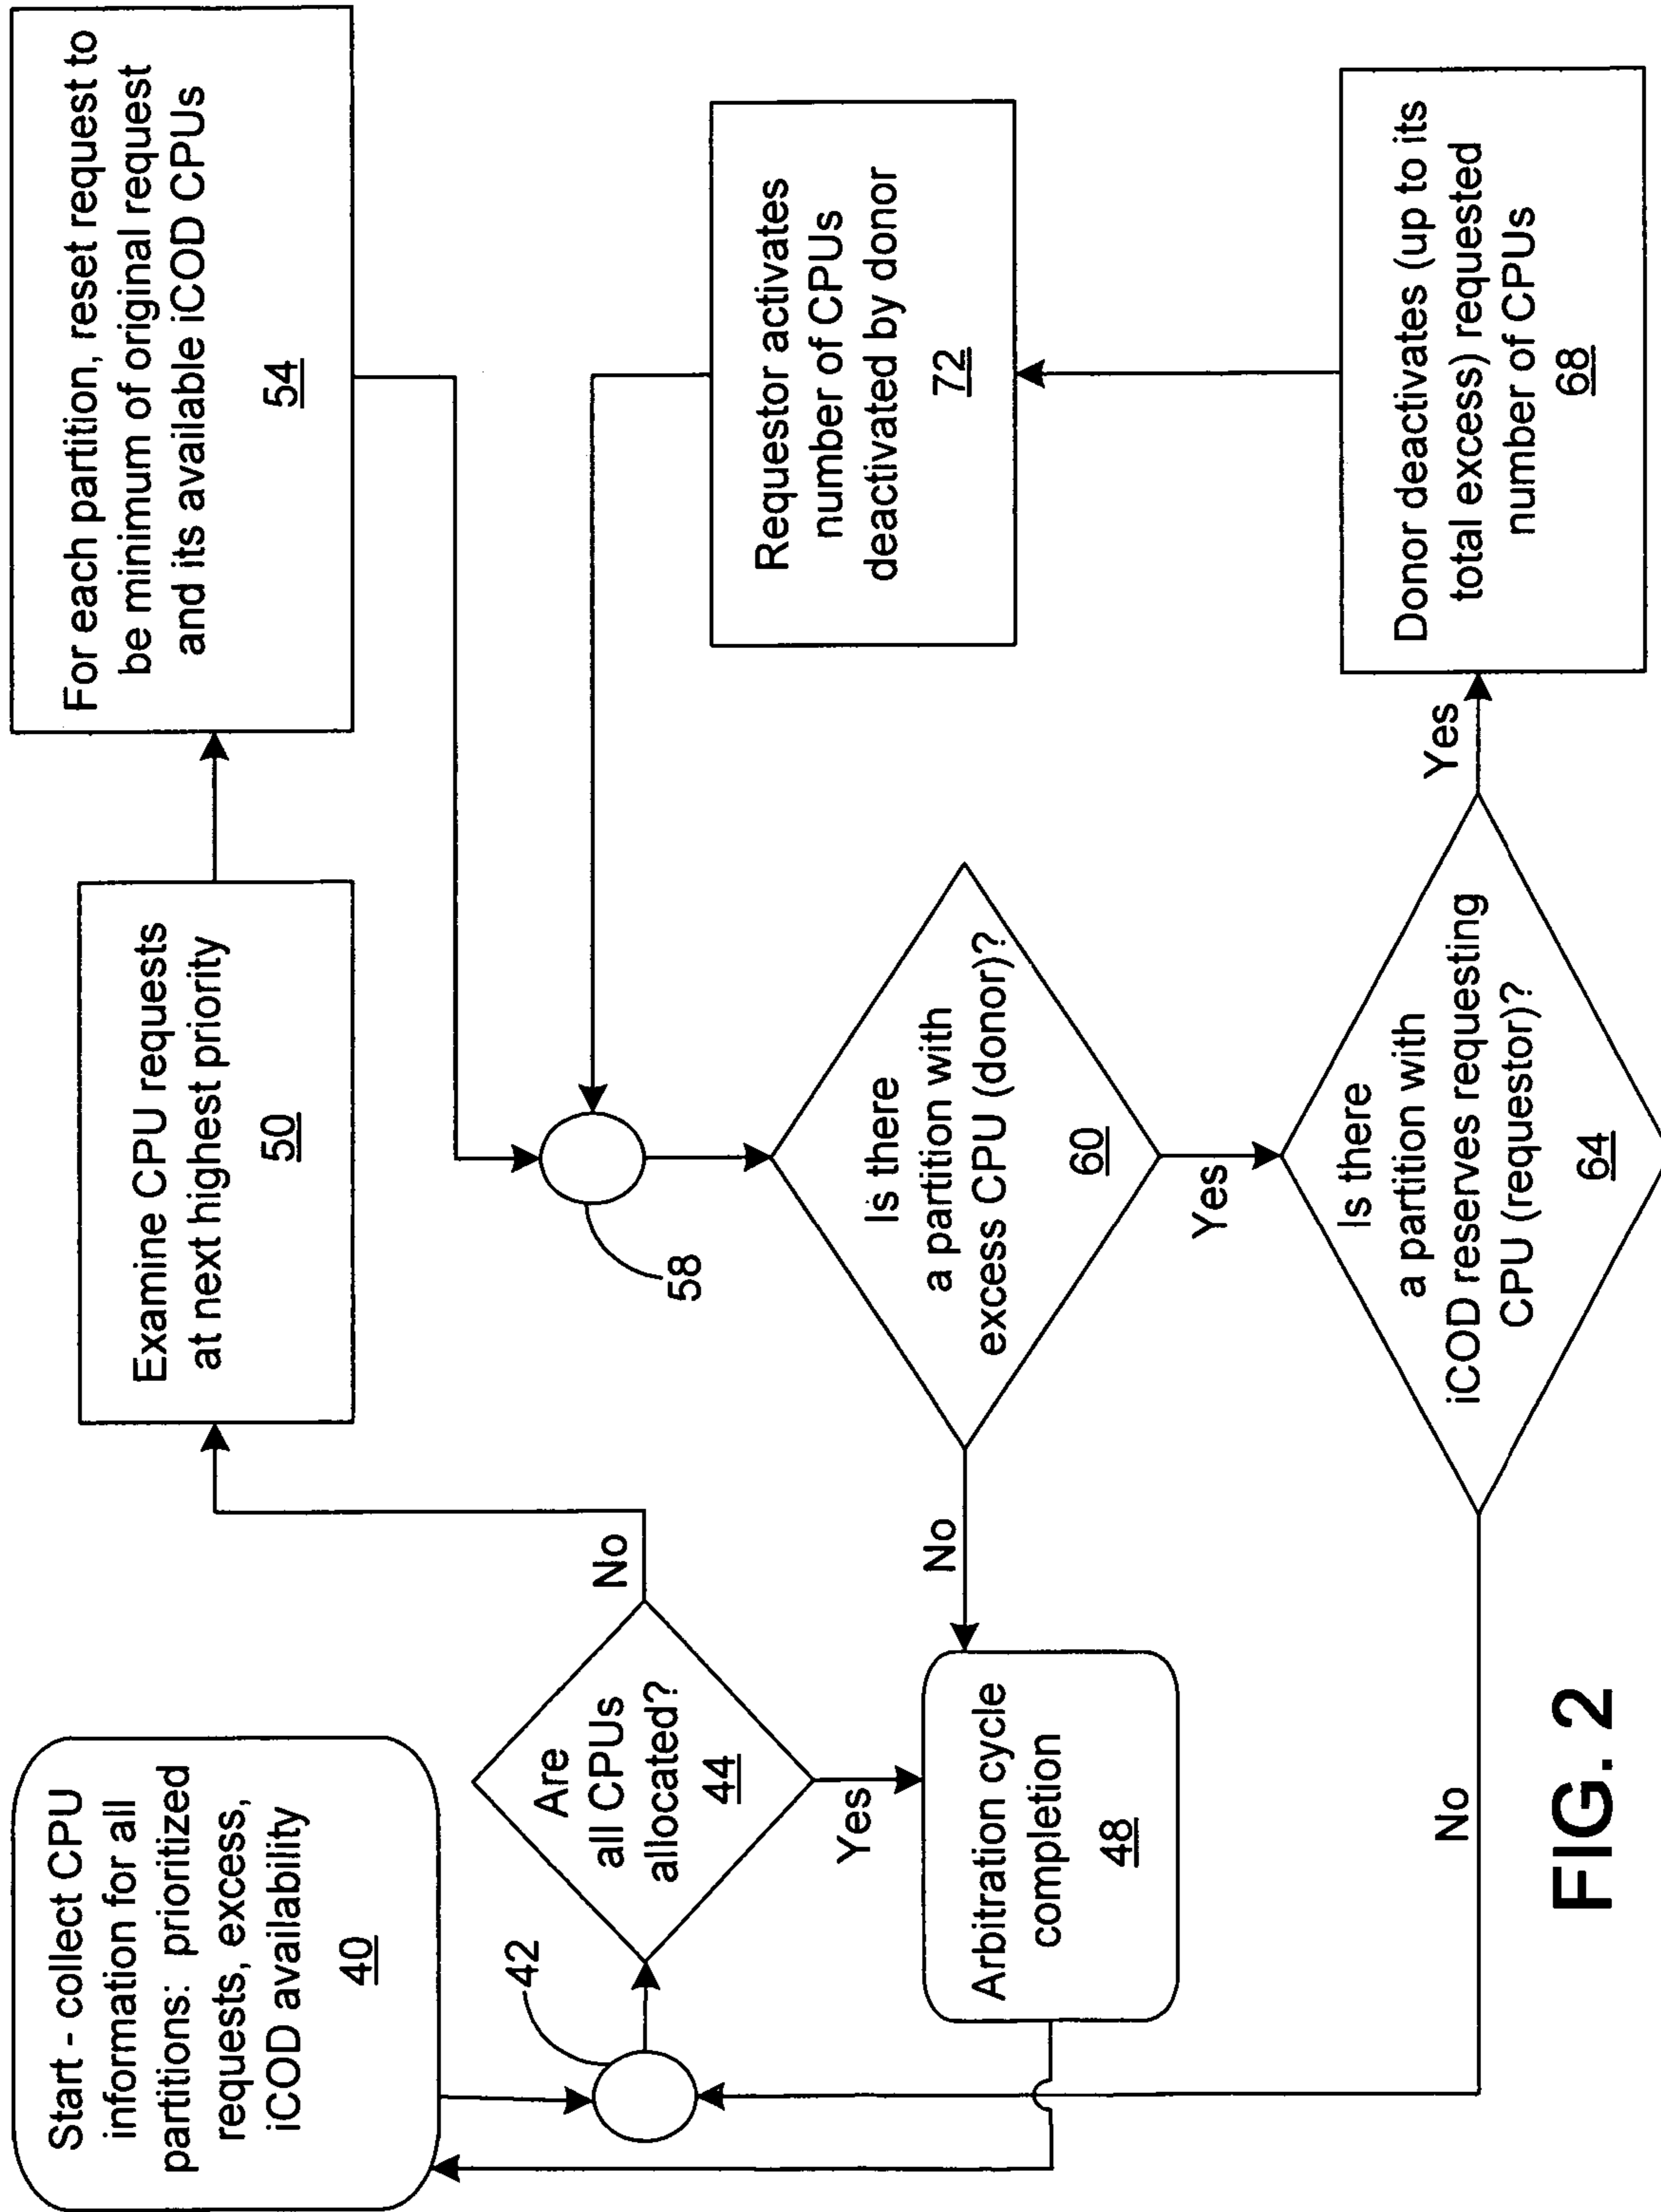 Start - collect CPU
information for all
partitions: prioritized
requests, excess,
iCOD availability
40
42
Are
all CPUs
allocated?
44
No
Yes
Arbitration cycle
completion
48
Examine CPU requests
at next highest priority
50
For each partition, reset request to
be minimum of original request
and its available iCOD CPUs
54
58
Is there
a partition with
excess CPU (donor)?
60
No
Yes
Is there
a partition with
iCOD reserves requesting
CPU (requestor)?
64
No
Yes
Donor deactivates (up to its
total excess) requested
number of CPUs
68
Requestor activates
number of CPUs
deactivated by donor
72
FIG. 2